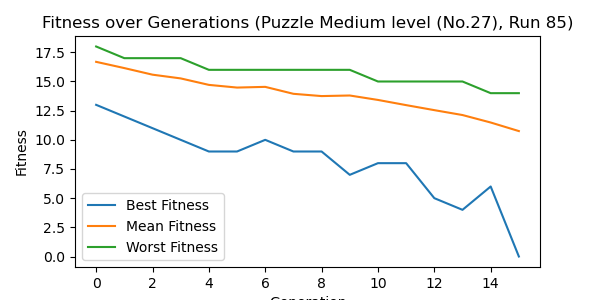 Fitness over Generations (Puzzle Medium level (No.27), Run 85)
Fitness
17.5
15.0
12.5
10.0
7.5
5.0
2.5
0.0
Best Fitness
Mean Fitness
Worst Fitness
0 2 4 6 8 10 12 14
Generation